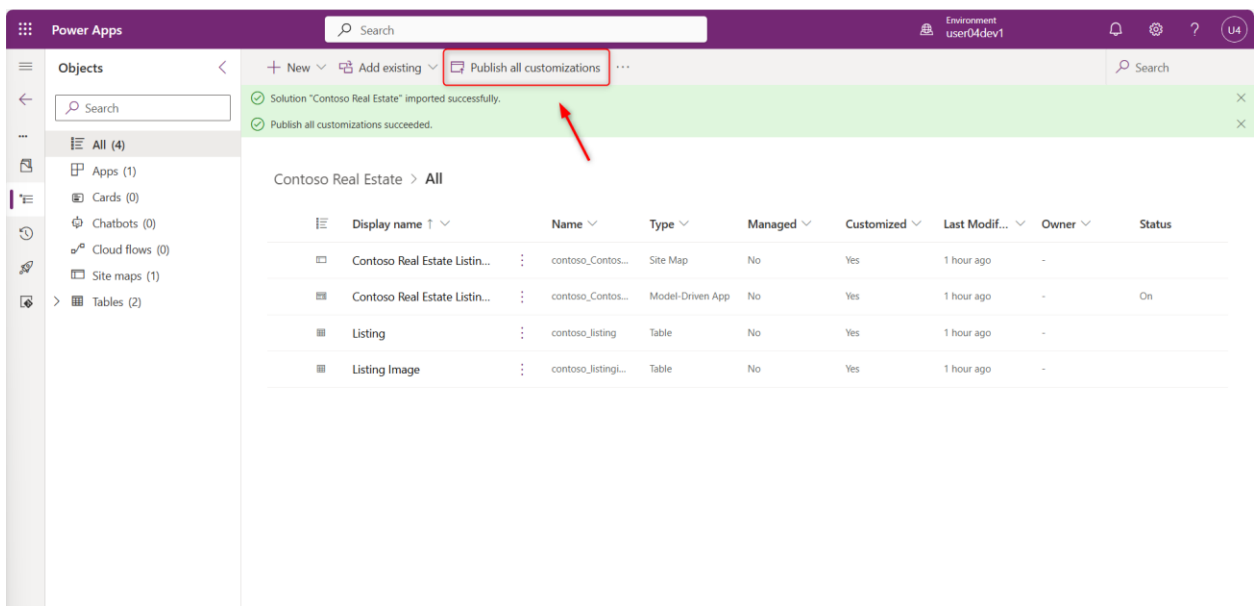 Power Apps
Search
Environment
user04dev1
?
U4
Objects
New
Add existing
Publish all customizations
...
Search
Solution "Contoso Real Estate" imported successfully.
Publish all customizations succeeded.
Search
All (4)
Apps (1)
Cards (0)
Chatbots (0)
Cloud flows (0)
Site maps (1)
Tables (2)
Contoso Real Estate > All
Display name ↑ Name Type Managed Customized Last Modif... Owner Status
Contoso Real Estate Listin... contoso_Contos... Site Map No Yes 1 hour ago -
Contoso Real Estate Listin... contoso_Contos... Model-Driven App No Yes 1 hour ago - On
Listing contoso_listing Table No Yes 1 hour ago -
Listing Image contoso_listingi... Table No Yes 1 hour ago -